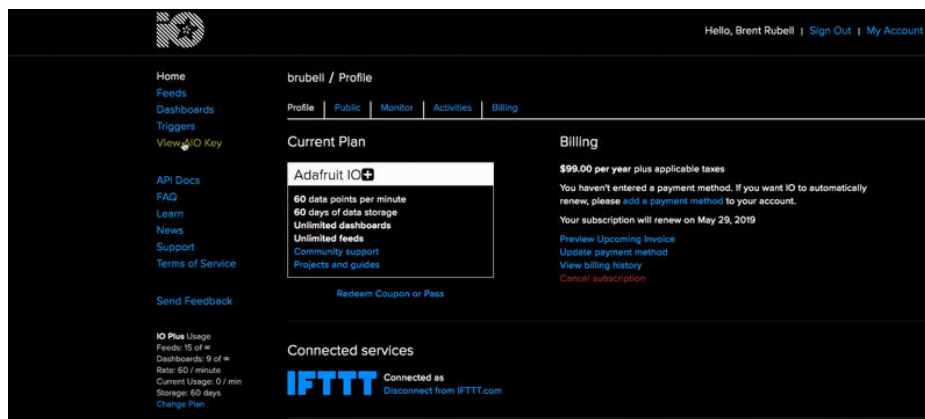 iO
Hello, Brent Rubell | Sign Out | My Account
Home
Feeds
Dashboards
Triggers
View AIO Key
API Docs
FAQ
Learn
News
Support
Terms of Service
Send Feedback
IO Plus Usage
Feeds: 15 of ∞
Dashboards: 9 of ∞
Rate: 60 / minute
Current Usage: 0 / min
Storage: 60 days
Change Plan
brubell / Profile
Profile | Public | Monitor | Activities | Billing
Current Plan
Adafruit IO+
60 data points per minute
60 days of data storage
Unlimited dashboards
Unlimited feeds
Community support
Projects and guides
Redeem Coupon or Pass
Billing
$99.00 per year plus applicable taxes
You haven't entered a payment method. If you want IO to automatically
renew, please add a payment method to your account.
Your subscription will renew on May 29, 2019
Preview Upcoming Invoice
Update payment method
View billing history
Cancel subscription
Connected services
IFTTT
Connected as
Disconnect from IFTTT.com